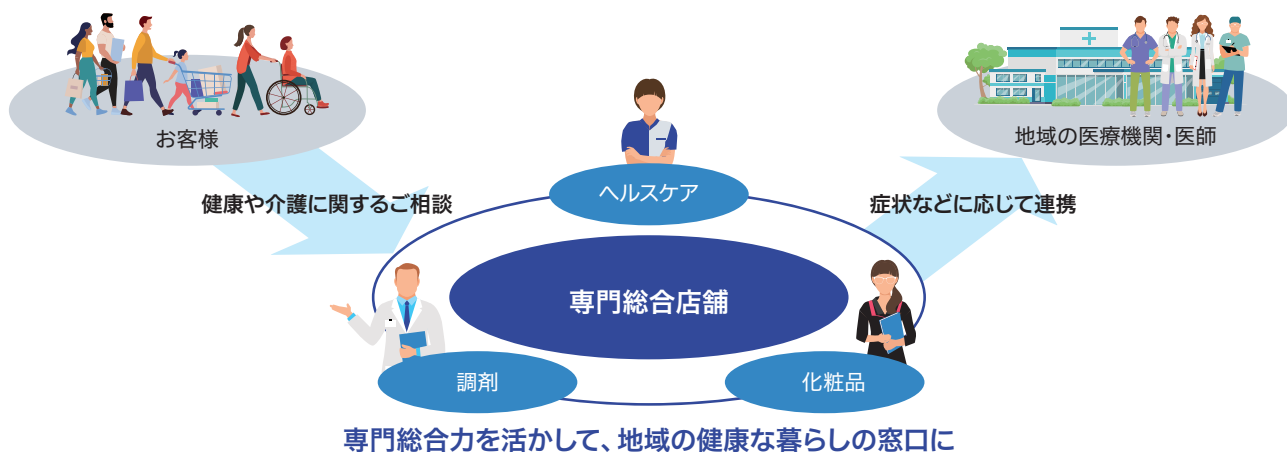 お客様
地域の医療機関・医師
健康や介護に関するご相談
ヘルスケア
症状などに応じて連携
専門総合店舗
調剤
化粧品
専門総合力を活かして、地域の健康な暮らしの窓口に